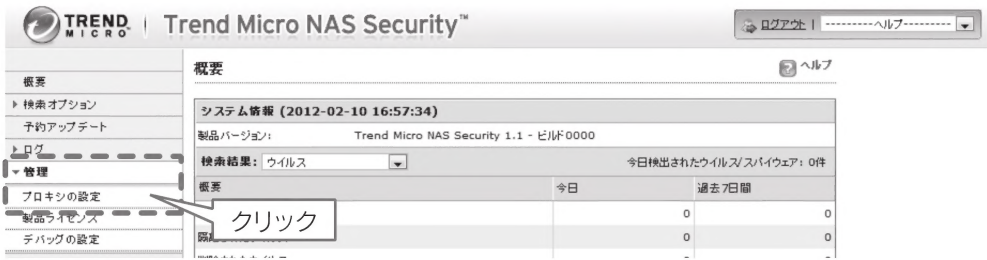 TREND MICRO
Trend Micro NAS Security™
ログアウト | ---------ヘルプ----------
概要
ヘルプ
概要
検索オプション
予約アップデート
ログ
管理
プロキシの設定
製品ライセンス
デバッグの設定
システム情報 (2012-02-10 16:57:34)
製品バージョン: Trend Micro NAS Security 1.1 - ビルド0000
検索結果: ウイルス 今日検出されたウイルス/スパイウェア: 0件
概要 今日 過去7日間
クリック
0 0
0 0